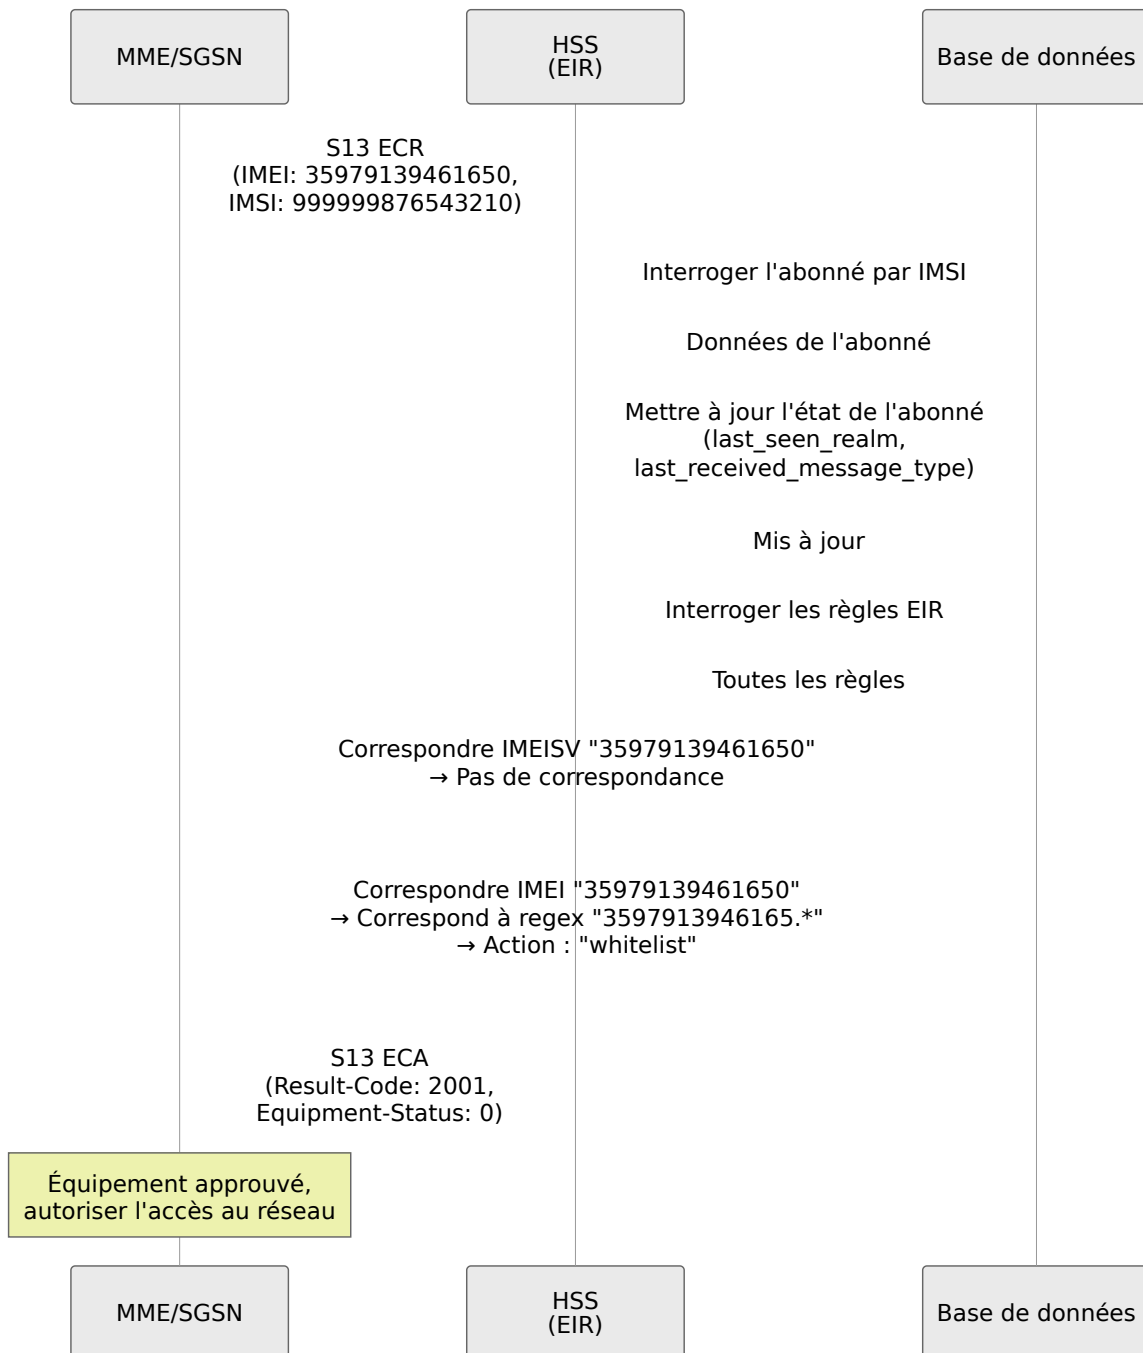 MME/SGSN
HSS
(EIR)
Base de données
S13 ECR
(IMEI: 35979139461650,
IMSI: 999999876543210)
Interroger l'abonné par IMSI
Données de l'abonné
Mettre à jour l'état de l'abonné
(last_seen_realm,
last_received_message_type)
Mis à jour
Interroger les règles EIR
Toutes les règles
Correspondre IMEISV "35979139461650"
→ Pas de correspondance
Correspondre IMEI "35979139461650"
→ Correspond à regex "3597913946165.*"
→ Action : "whitelist"
S13 ECA
(Result-Code: 2001,
Equipment-Status: 0)
Équipement approuvé,
autoriser l'accès au réseau
MME/SGSN
HSS
(EIR)
Base de données